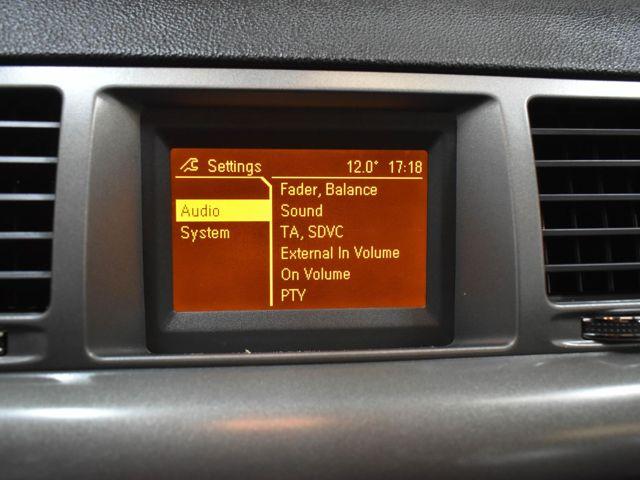 Settings 12.0° 17:18
Fader, Balance
Audio Sound
System TA, SDVC
External In Volume
On Volume
PTY